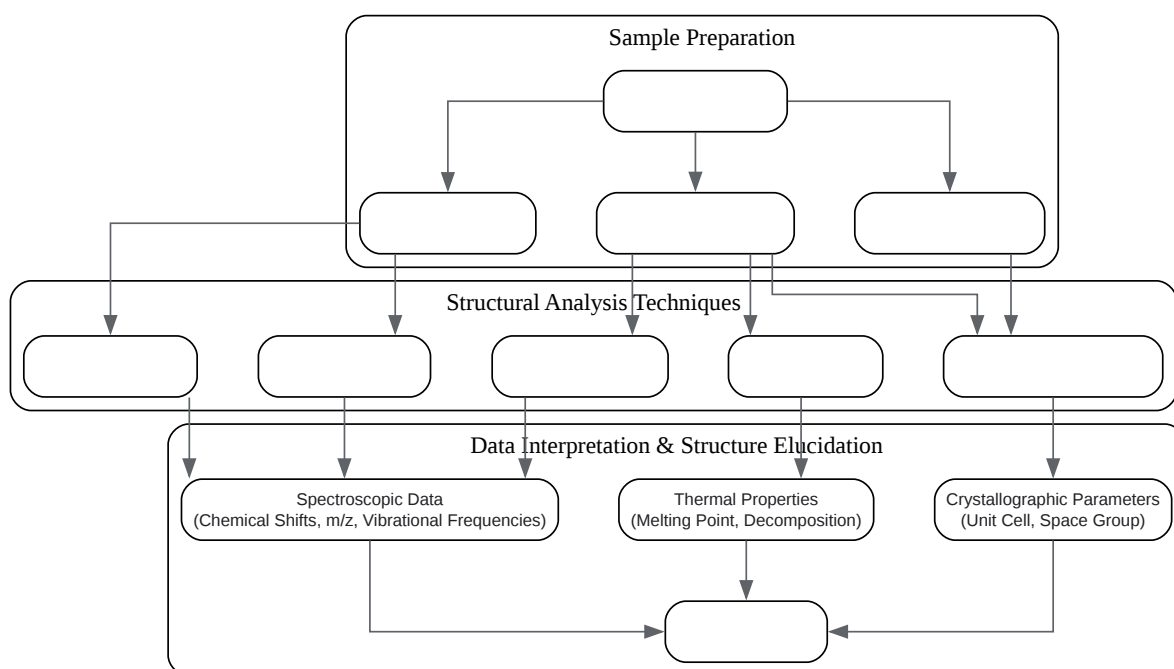 Sample Preparation
Structural Analysis Techniques
Data Interpretation & Structure Elucidation
Spectroscopic Data
(Chemical Shifts, m/z, Vibrational Frequencies)
Thermal Properties
(Melting Point, Decomposition)
Crystallographic Parameters
(Unit Cell, Space Group)